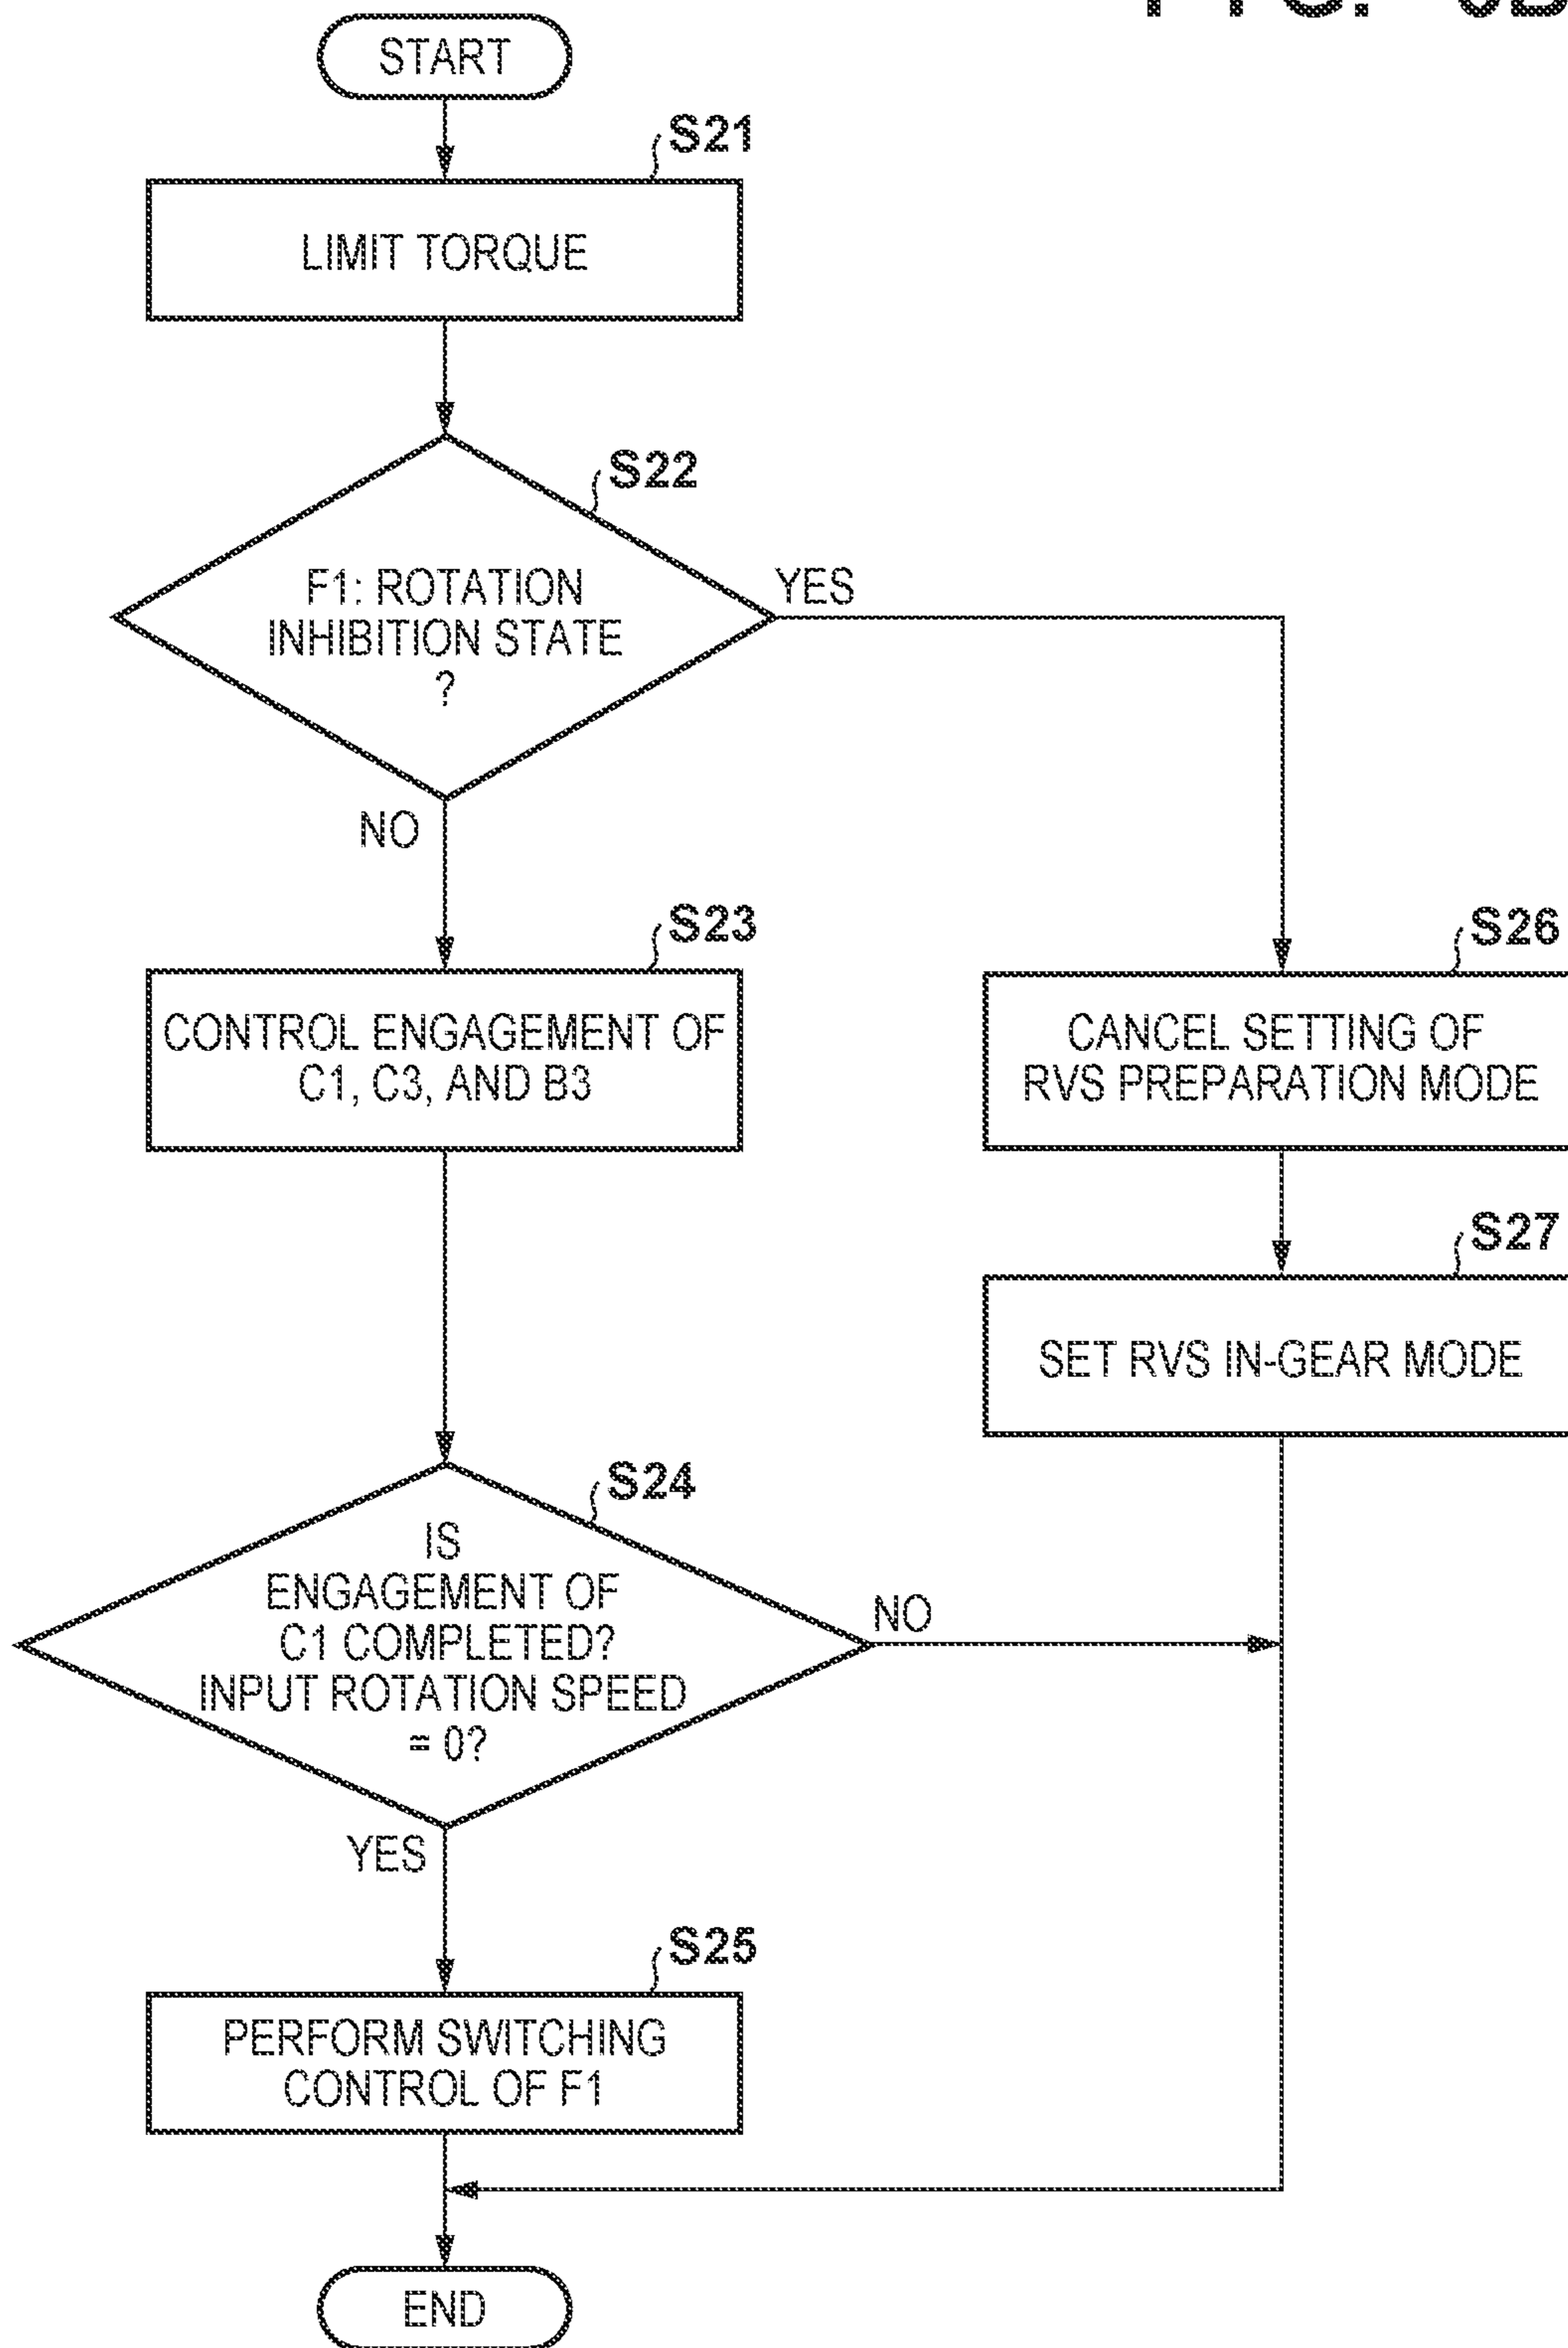 START
S21
LIMIT TORQUE
S22
F1: ROTATION
INHIBITION STATE
?
YES
NO
S23
CONTROL ENGAGEMENT OF
C1, C3, AND B3
S26
CANCEL SETTING OF
RVS PREPARATION MODE
S27
SET RVS IN-GEAR MODE
S24
IS
ENGAGEMENT OF
C1 COMPLETED?
INPUT ROTATION SPEED
= 0?
NO
YES
S25
PERFORM SWITCHING
CONTROL OF F1
END